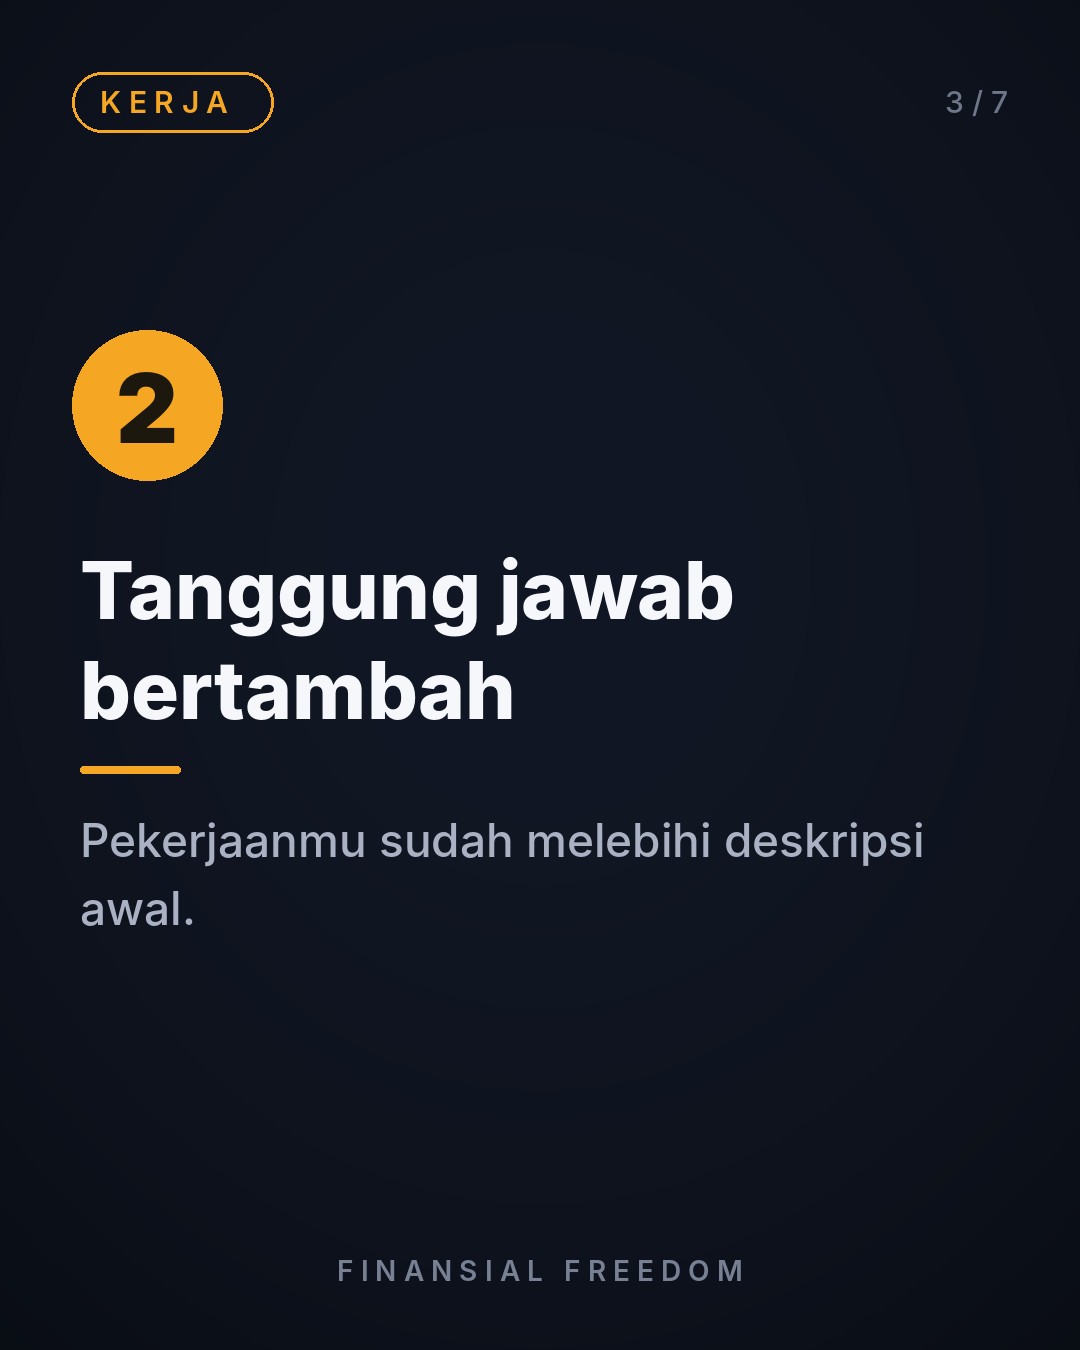 KERJA
3/7
2
Tanggung jawab
bertambah
Pekerjaanmu sudah melebihi deskripsi
awal.
FINANSIAL FREEDOM